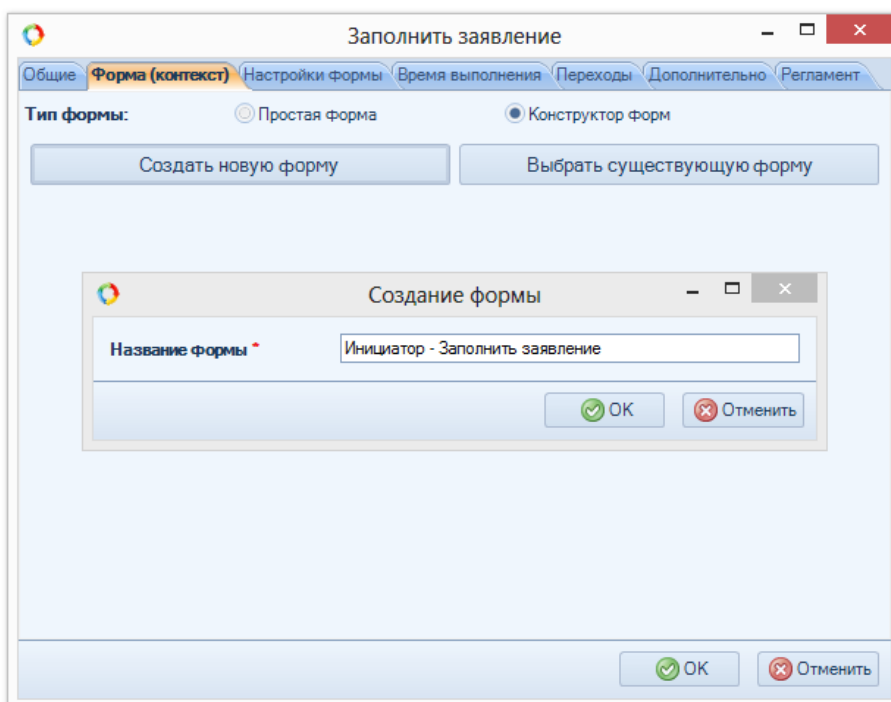 Заполнить заявление
Общие Форма (контекст) Настройки формы Время выполнения Переходы Дополнительно Регламент
Тип формы: Простая форма Конструктор форм
Создать новую форму Выбрать существующую форму
Создание формы
Название формы * Инициатор - Заполнить заявление
OK Отменить
OK Отменить